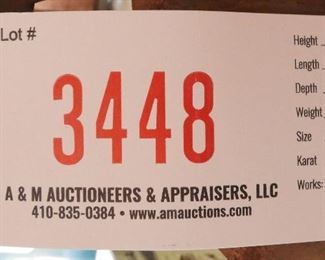 Lot #
3448
A & M AUCTIONEERS & APPRAISERS, LLC
410-835-0384 • www.amauctions.com
Height
Length
Depth
Weight
Size
Karat
Works: